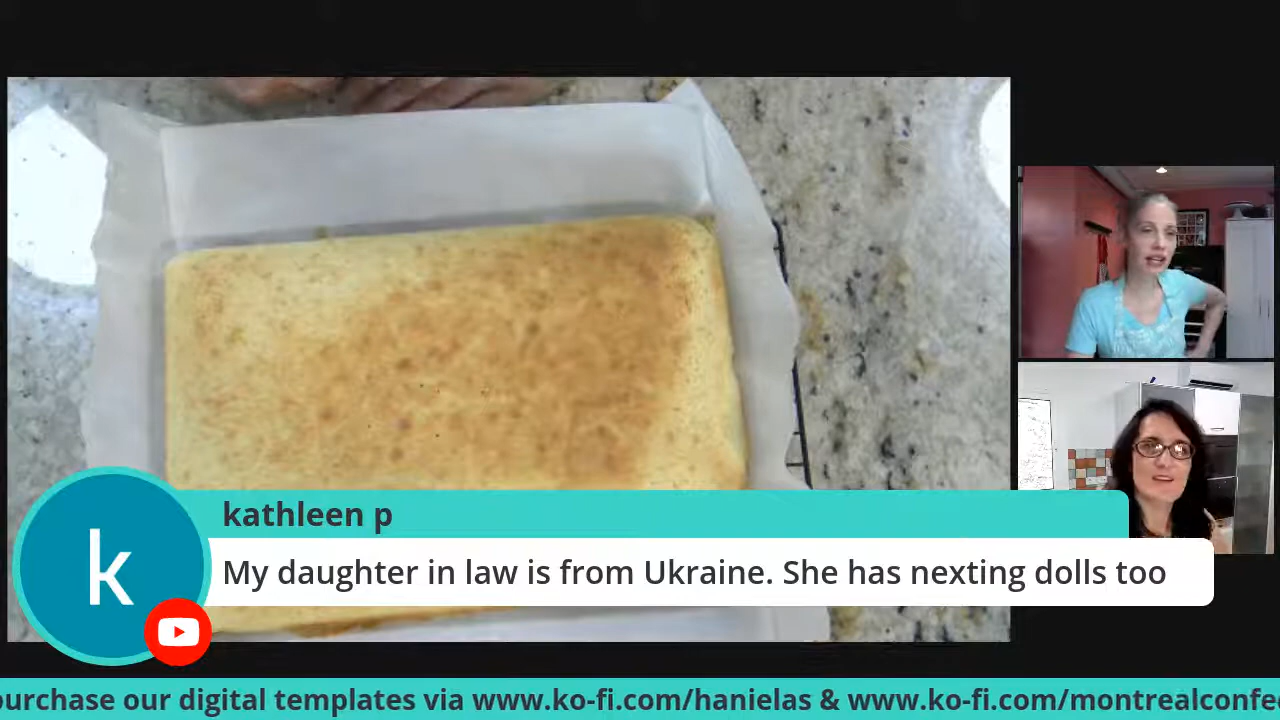 kathleen p
k
My daughter in law is from Ukraine. She has nexting dolls too
purchase our digital templates via www.ko-fi.com/hanielas & www.ko-fi.com/montrealconfe